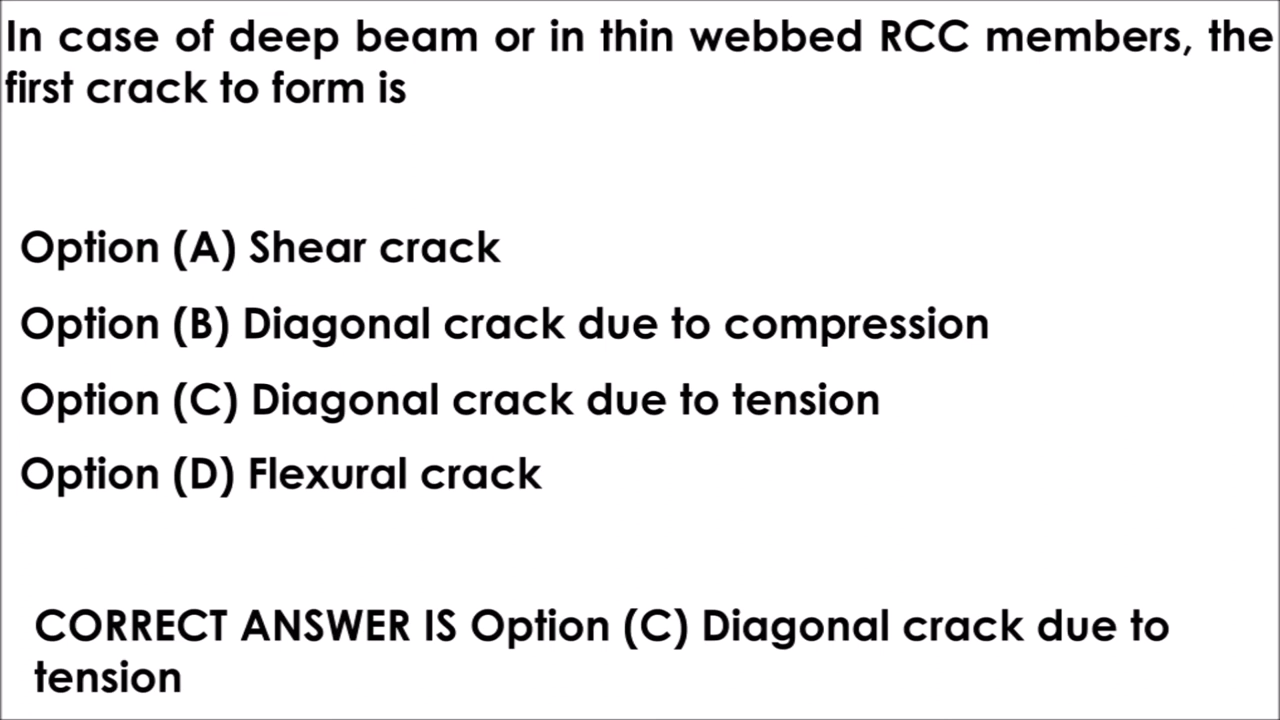 In case of deep beam or in thin webbed RCC members, the
first crack to form is
Option (A) Shear crack
Option (B) Diagonal crack due to compression
Option (C) Diagonal crack due to tension
Option (D) Flexural crack
CORRECT ANSWER IS Option (C) Diagonal crack due to
tension